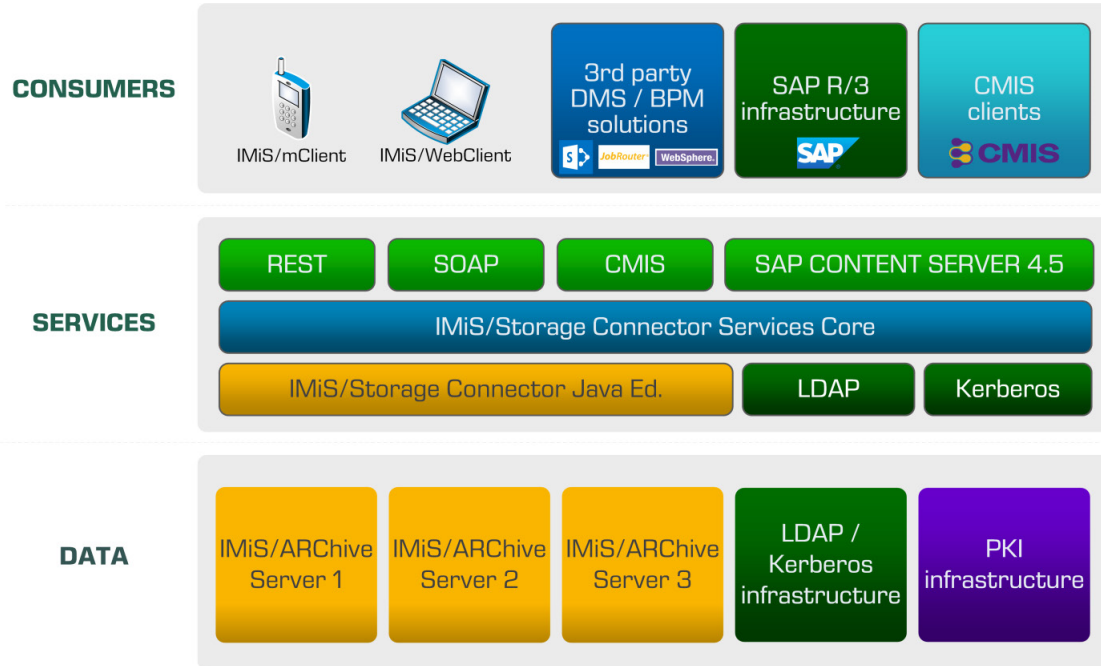 CONSUMERS
IMiS/mClient
IMiS/WebClient
3rd party
DMS / BPM
solutions
S
JobRouter
WebSphere.
SAP R/3
infrastructure
SAP
CMIS
clients
CMIS
SERVICES
REST
SOAP
CMIS
SAP CONTENT SERVER 4.5
IMiS/Storage Connector Services Core
IMiS/Storage Connector Java Ed.
LDAP
Kerberos
DATA
IMiS/ARChive
Server 1
IMiS/ARChive
Server 2
IMiS/ARChive
Server 3
LDAP /
Kerberos
infrastructure
PKI
infrastructure